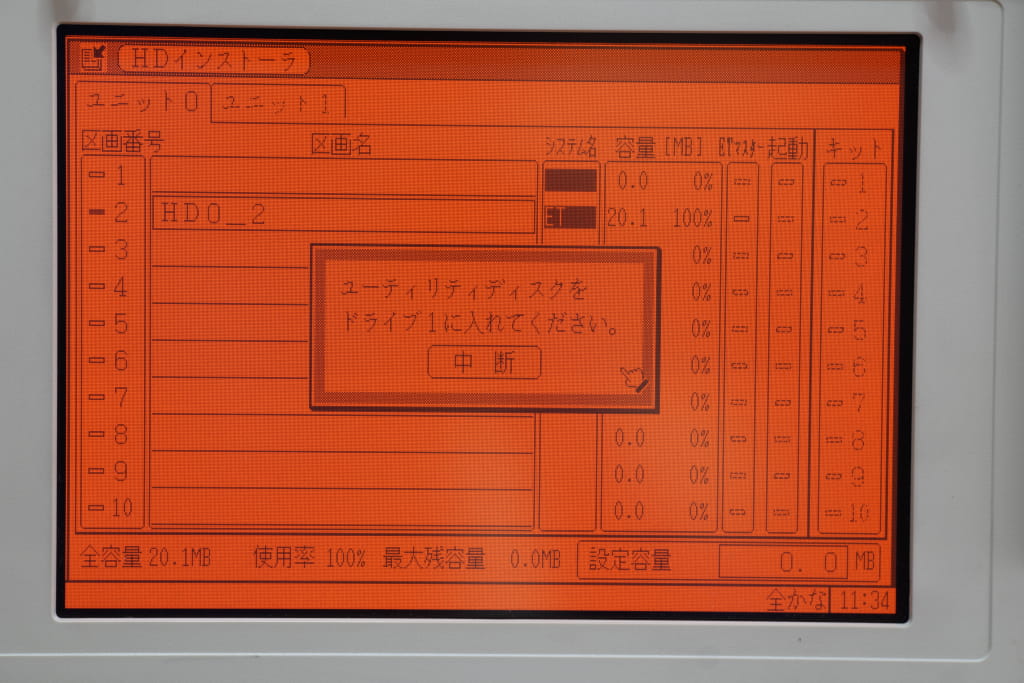 HDインストーラ
ユニット0 ユニット1
区画番号 区画名 システム名 容量[MB] 起動 キット
1 0.0 0% 1
2 HD0_2 ET 20.1 100% 2
3 0% 3
4 0% 4
5 0% 5
6 0% 6
7 0% 7
8 0.0 0% 8
9 0.0 0% 9
10 0.0 0% 10
ユーティリティディスクを
ドライブ1に入れてください。
中 断
全容量 20.1MB 使用率 100% 最大残容量 0.0MB 設定容量 0. 0 MB
全かな 11:34